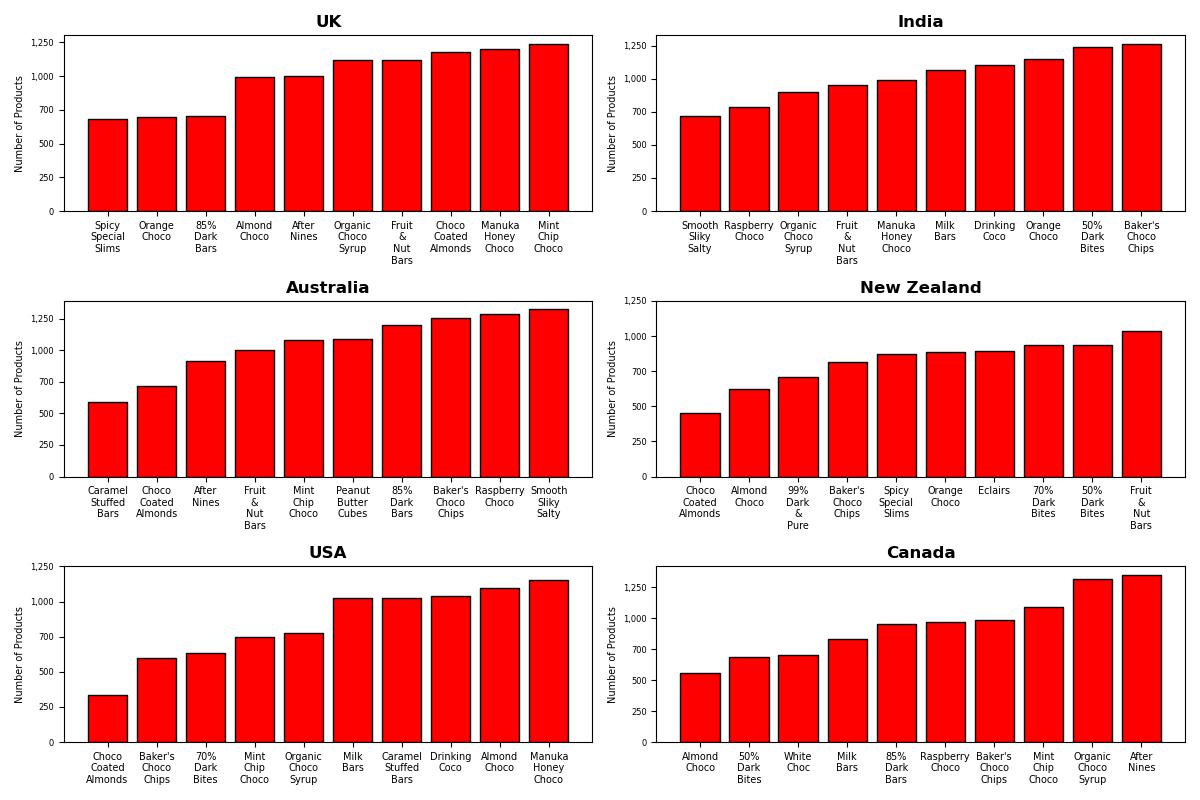 UK
Number of Products
1,250
1,000
700
500
250
0
Spicy
Special
Slims
Orange
Choco
85%
Dark
Bars
Almond
Choco
After
Nines
Organic
Choco
Syrup
Fruit
&
Nut
Bars
Choco
Coated
Almonds
Manuka
Honey
Choco
Mint
Chip
Choco
India
Number of Products
1,250
1,000
700
500
250
0
Smooth
Sliky
Salty
Raspberry
Choco
Organic
Choco
Syrup
Fruit
&
Nut
Bars
Manuka
Honey
Choco
Milk
Bars
Drinking
Coco
Orange
Choco
50%
Dark
Bites
Baker's
Choco
Chips
Australia
Number of Products
1,250
1,000
700
500
250
0
Caramel
Stuffed
Bars
Choco
Coated
Almonds
After
Nines
Fruit
&
Nut
Bars
Mint
Chip
Choco
Peanut
Butter
Cubes
85%
Dark
Bars
Baker's
Choco
Chips
Raspberry
Choco
Smooth
Sliky
Salty
New Zealand
Number of Products
1,250
1,000
700
500
250
0
Choco
Coated
Almonds
Almond
Choco
99%
Dark
&
Pure
Baker's
Choco
Chips
Spicy
Special
Slims
Orange
Choco
Eclairs
70%
Dark
Bites
50%
Dark
Bites
Fruit
&
Nut
Bars
USA
Number of Products
1,250
1,000
700
500
250
0
Choco
Coated
Almonds
Baker's
Choco
Chips
70%
Dark
Bites
Mint
Chip
Choco
Organic
Choco
Syrup
Milk
Bars
Caramel
Stuffed
Bars
Drinking
Coco
Almond
Choco
Manuka
Honey
Choco
Canada
Number of Products
1,250
1,000
700
500
250
0
Almond
Choco
50%
Dark
Bites
White
Choc
Milk
Bars
85%
Dark
Bars
Raspberry
Choco
Baker's
Choco
Chips
Mint
Chip
Choco
Organic
Choco
Syrup
After
Nines